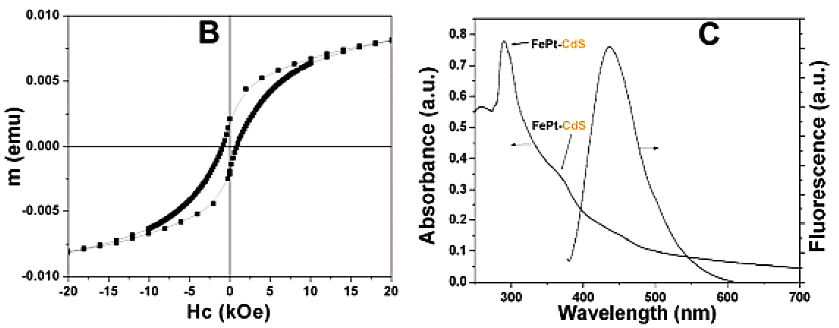 B
m (emu)
0.010
0.005
0.000
-0.005
-0.010
-20 -15 -10 -5 0 5 10 15 20
Hc (kOe)
C
Absorbance (a.u.)
0.8
0.7
0.6
0.5
0.4
0.3
0.2
0.1
0.0
FePt-CdS
FePt-CdS
300 400 500 600 700
Wavelength (nm)
Fluorescence (a.u.)